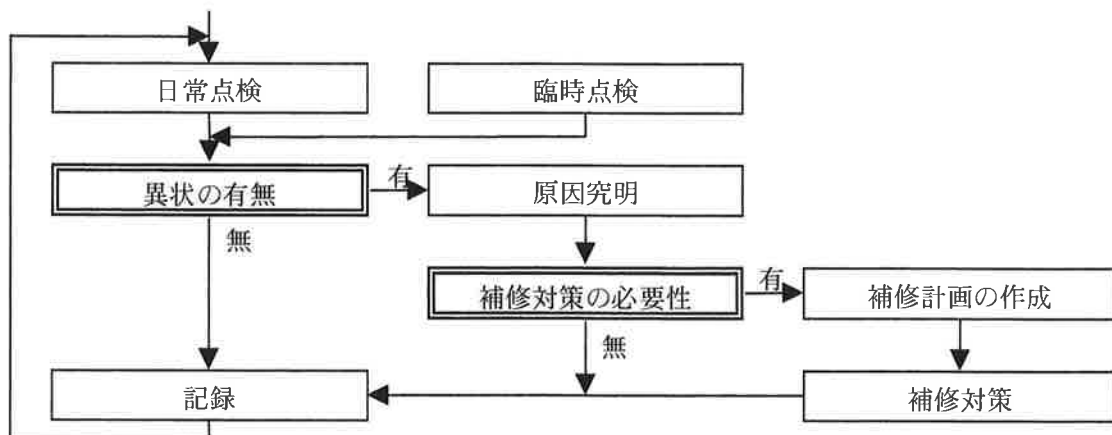 日常点検
臨時点検
異状の有無
有
原因究明
無
補修対策の必要性
有
補修計画の作成
無
記録
補修対策